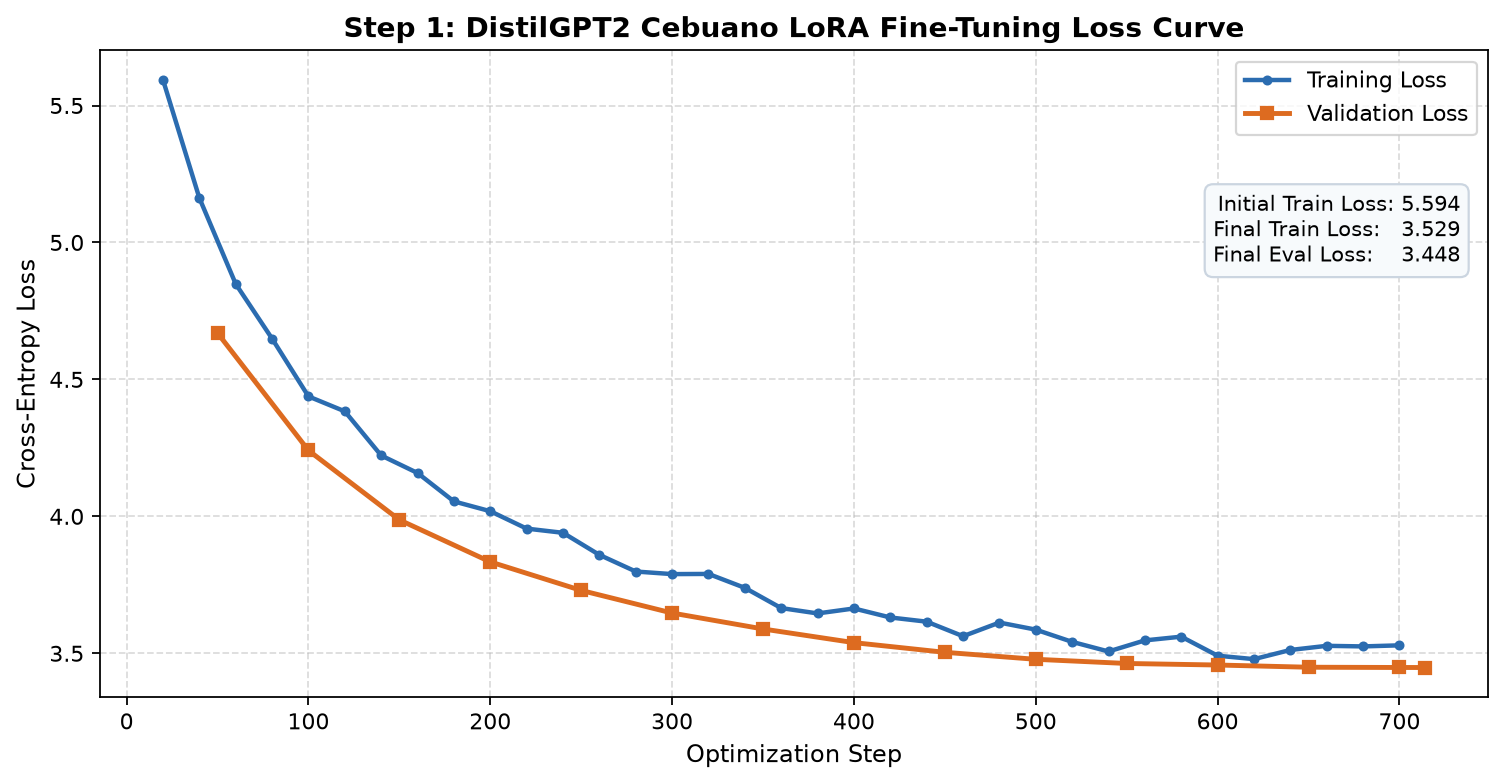 Step 1: DistilGPT2 Cebuano LoRA Fine-Tuning Loss Curve
Training Loss
Validation Loss
Initial Train Loss: 5.594
Final Train Loss: 3.529
Final Eval Loss: 3.448
Cross-Entropy Loss
5.5
5.0
4.5
4.0
3.5
0 100 200 300 400 500 600 700
Optimization Step